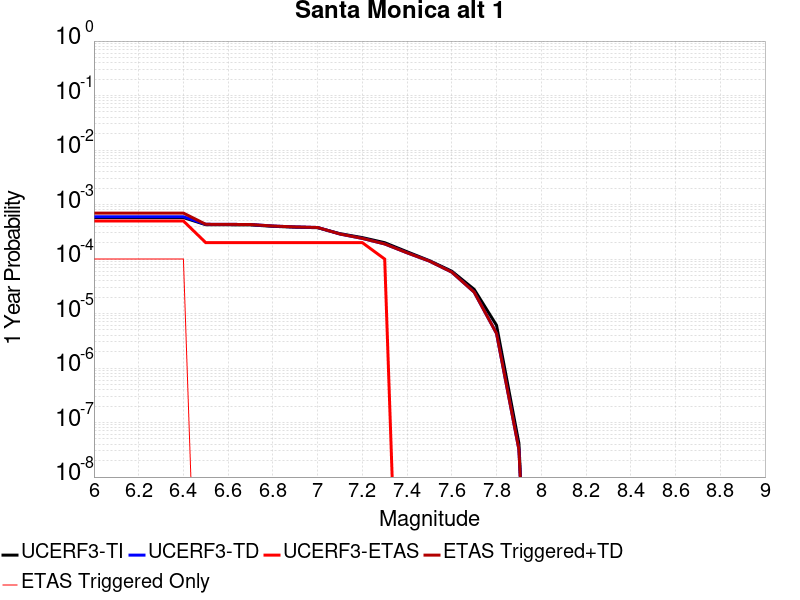 Santa Monica alt 1
10^0
10^-1
10^-2
10^-3
10^-4
10^-5
10^-6
10^-7
10^-8
1 Year Probability
6 6.2 6.4 6.6 6.8 7 7.2 7.4 7.6 7.8 8 8.2 8.4 8.6 8.8 9
Magnitude
UCERF3-TI UCERF3-TD UCERF3-ETAS ETAS Triggered+TD
ETAS Triggered Only